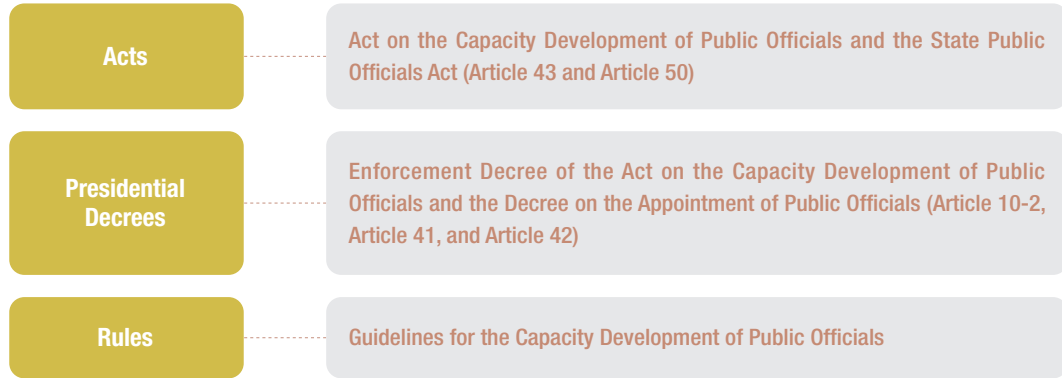 Acts
Act on the Capacity Development of Public Officials and the State Public
Officials Act (Article 43 and Article 50)
Presidential
Decrees
Enforcement Decree of the Act on the Capacity Development of Public
Officials and the Decree on the Appointment of Public Officials (Article 10-2,
Article 41, and Article 42)
Rules
Guidelines for the Capacity Development of Public Officials